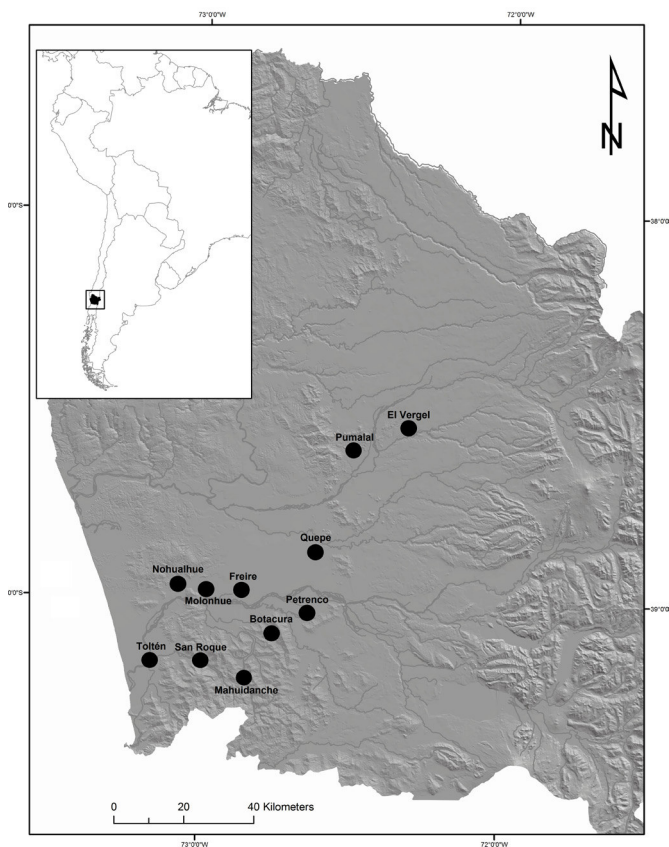 73°0'0"W 72°0'0"W
N
0'0"S
38°0'0"
El Vergel
Pumalal
Quepe
Nohualhue
Molonhue
Freire
Petrenco
0'0"S
39°0'0"
Botacura
Toltén
San Roque
Mahuidanche
0 20 40 Kilometers
73°0'0"W 72°0'0"W